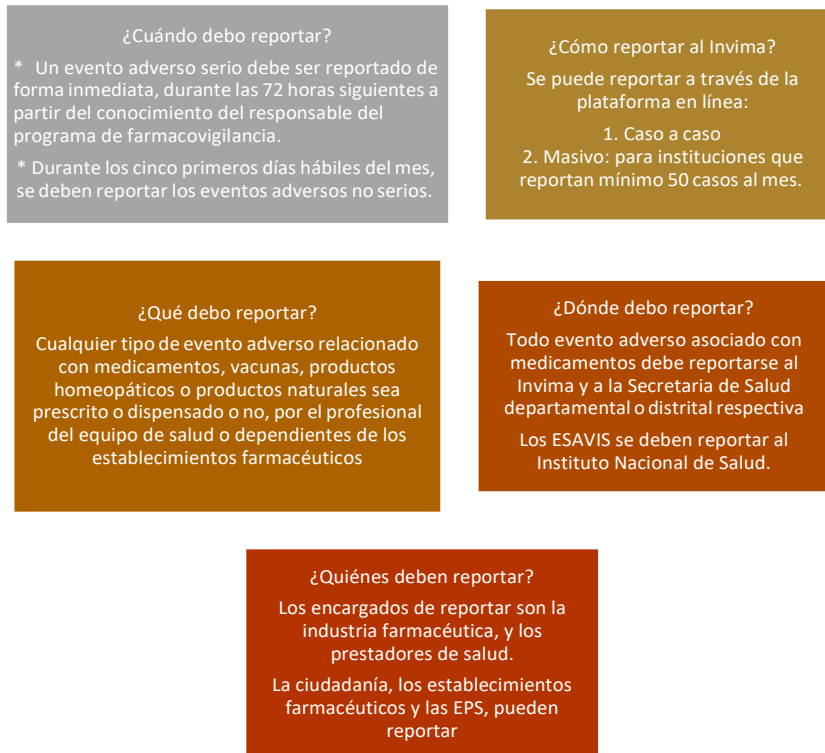 ¿Cuándo debo reportar?
* Un evento adverso serio debe ser reportado de
forma inmediata, durante las 72 horas siguientes a
partir del conocimiento del responsable del
programa de farmacovigilancia.
* Durante los cinco primeros días hábiles del mes,
se deben reportar los eventos adversos no serios.
¿Cómo reportar al Invima?
Se puede reportar a través de la
plataforma en línea:
1. Caso a caso
2. Masivo: para instituciones que
reportan mínimo 50 casos al mes.
¿Qué debo reportar?
Cualquier tipo de evento adverso relacionado
con medicamentos, vacunas, productos
homeopáticos o productos naturales sea
prescrito o dispensado o no, por el profesional
del equipo de salud o dependientes de los
establecimientos farmacéuticos
¿Dónde debo reportar?
Todo evento adverso asociado con
medicamentos debe reportarse al
Invima y a la Secretaria de Salud
departamental o distrital respectiva
Los ESAVIS se deben reportar al
Instituto Nacional de Salud.
¿Quiénes deben reportar?
Los encargados de reportar son la
industria farmacéutica, y los
prestadores de salud.
La ciudadanía, los establecimientos
farmacéuticos y las EPS, pueden
reportar